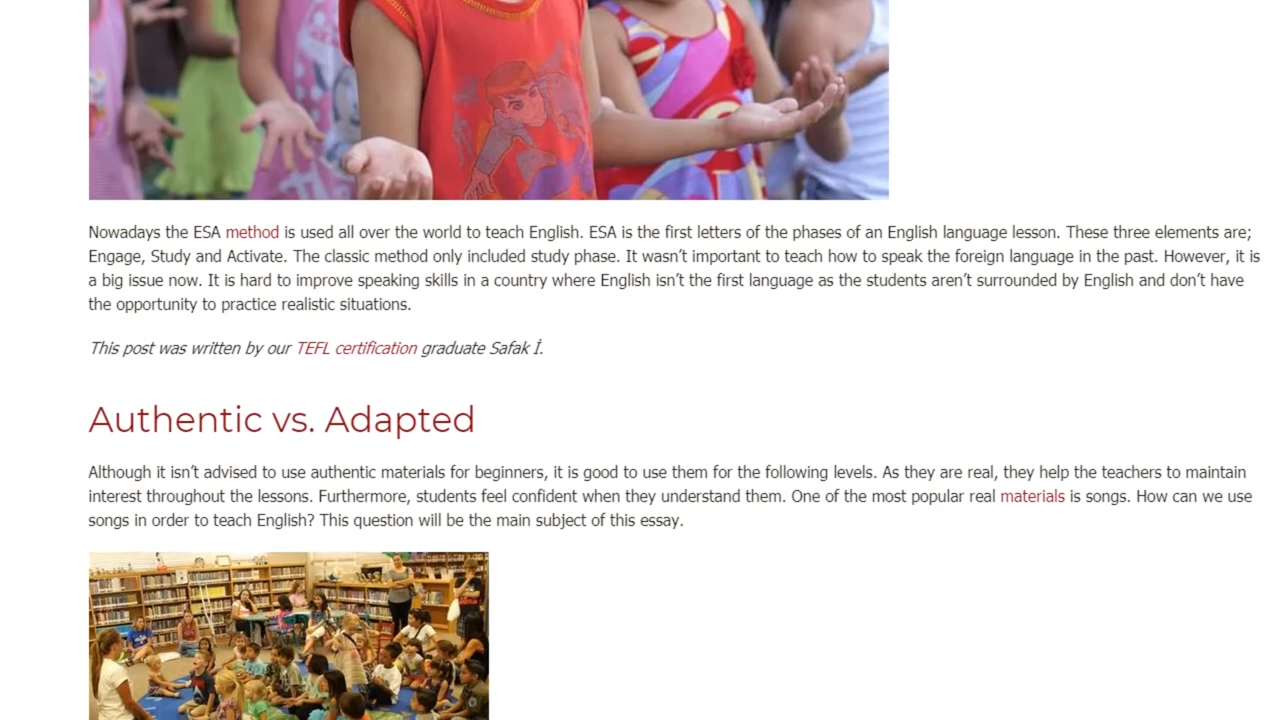 Nowadays the ESA method is used all over the world to teach English. ESA is the first letters of the phases of an English language lesson. These three elements are;
Engage, Study and Activate. The classic method only included study phase. It wasn’t important to teach how to speak the foreign language in the past. However, it is
a big issue now. It is hard to improve speaking skills in a country where English isn’t the first language as the students aren’t surrounded by English and don’t have
the opportunity to practice realistic situations.
This post was written by our TEFL certification graduate Safak İ.
Authentic vs. Adapted
Although it isn’t advised to use authentic materials for beginners, it is good to use them for the following levels. As they are real, they help the teachers to maintain
interest throughout the lessons. Furthermore, students feel confident when they understand them. One of the most popular real materials is songs. How can we use
songs in order to teach English? This question will be the main subject of this essay.